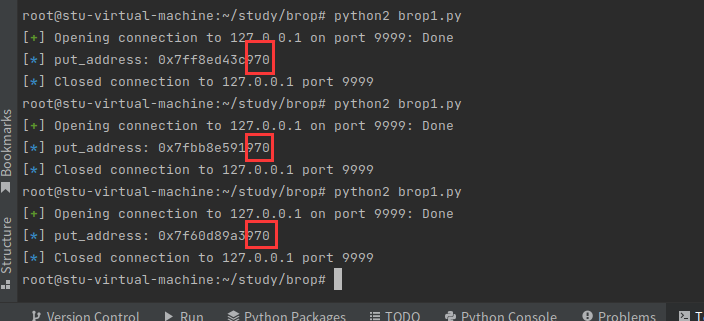 root@stu-virtual-machine:~/study/brop# python2 brop1.py
[+] Opening connection to 127.0.0.1 on port 9999: Done
[*] put_address: 0x7ff8ed43c970
[*] Closed connection to 127.0.0.1 port 9999
root@stu-virtual-machine:~/study/brop# python2 brop1.py
[+] Opening connection to 127.0.0.1 on port 9999: Done
[*] put_address: 0x7fbb8e591970
[*] Closed connection to 127.0.0.1 port 9999
root@stu-virtual-machine:~/study/brop# python2 brop1.py
[+] Opening connection to 127.0.0.1 on port 9999: Done
[*] put_address: 0x7f60d89a3970
[*] Closed connection to 127.0.0.1 port 9999
root@stu-virtual-machine:~/study/brop#
Bookmarks
Structure
Version Control Run Python Packages TODO Python Console Problems